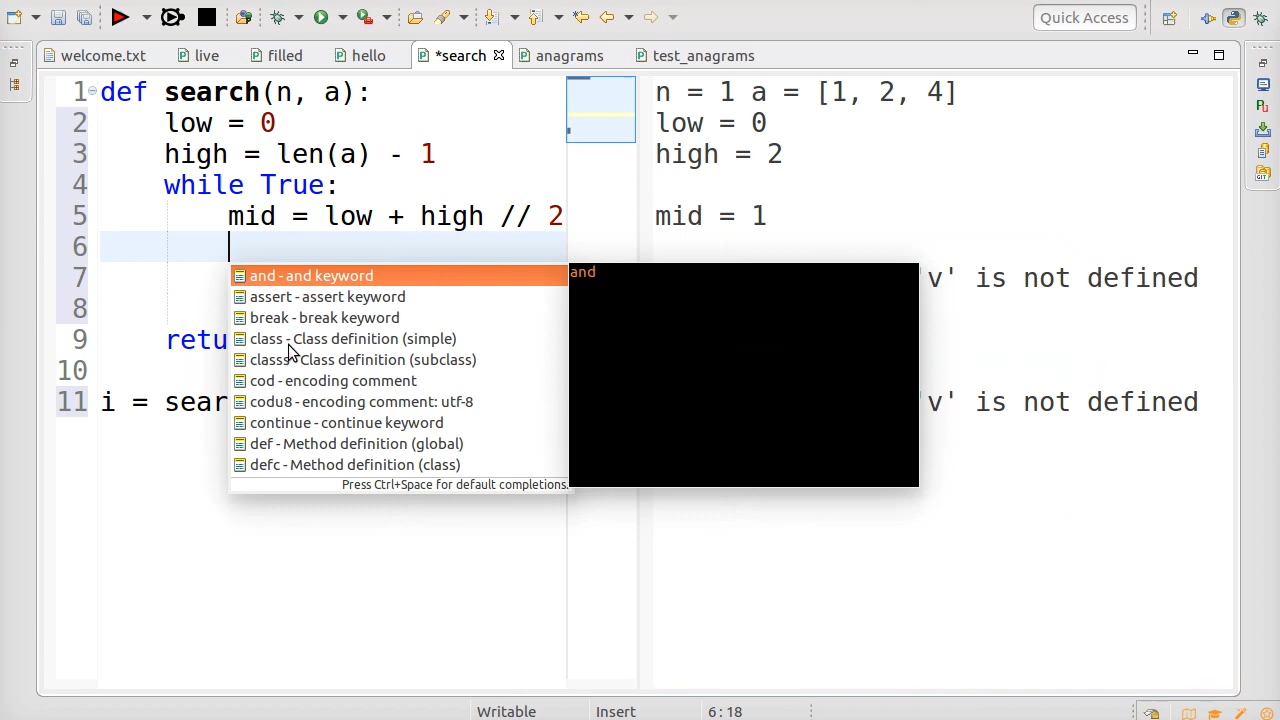 Quick Access
welcome.txt live filled hello *search anagrams test_anagrams
1 def search(n, a): n = 1 a = [1, 2, 4]
2 low = 0 low = 0
3 high = len(a) - 1 high = 2
4 while True:
5 mid = low + high // 2 mid = 1
6
and - and keyword and
7 'v' is not defined
assert - assert keyword
8 break - break keyword
9 retu class - Class definition (simple)
classs - Class definition (subclass)
10 cod - encoding comment
11 i = sear codu8 - encoding comment: utf-8 'v' is not defined
continue - continue keyword
def - Method definition (global)
defc - Method definition (class)
Press Ctrl+Space for default completions.
Writable Insert 6:18